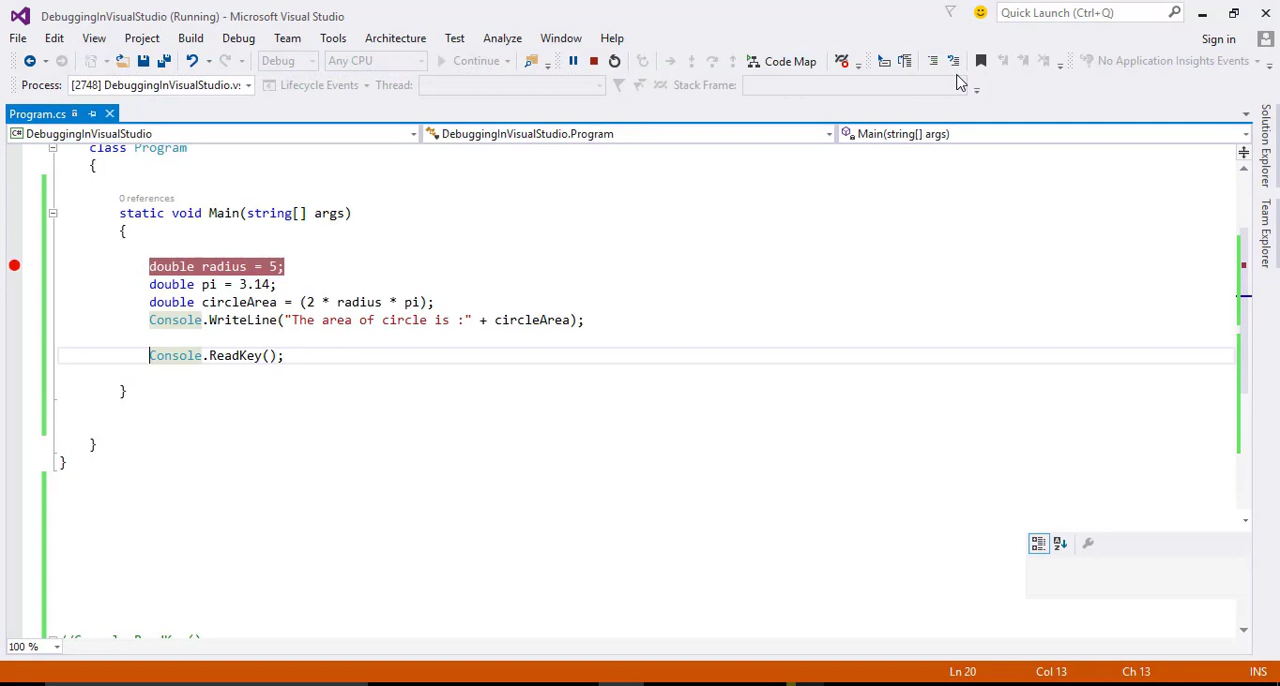 DebuggingInVisualStudio (Running) - Microsoft Visual Studio
Quick Launch (Ctrl+Q)
File Edit View Project Build Debug Team Tools Architecture Test Analyze Window Help
Sign in
Debug Any CPU Continue Code Map No Application Insights Events
Process: [2748] DebuggingInVisualStudio.vs Lifecycle Events Thread: Stack Frame:
Program.cs
C# DebuggingInVisualStudio DebuggingInVisualStudio.Program Main(string[] args)
Solution Explorer
Team Explorer
class Program
{
0 references
static void Main(string[] args)
{
double radius = 5;
double pi = 3.14;
double circleArea = (2 * radius * pi);
Console.WriteLine("The area of circle is :" + circleArea);
Console.ReadKey();
}
}
}
100 %
Ln 20 Col 13 Ch 13 INS